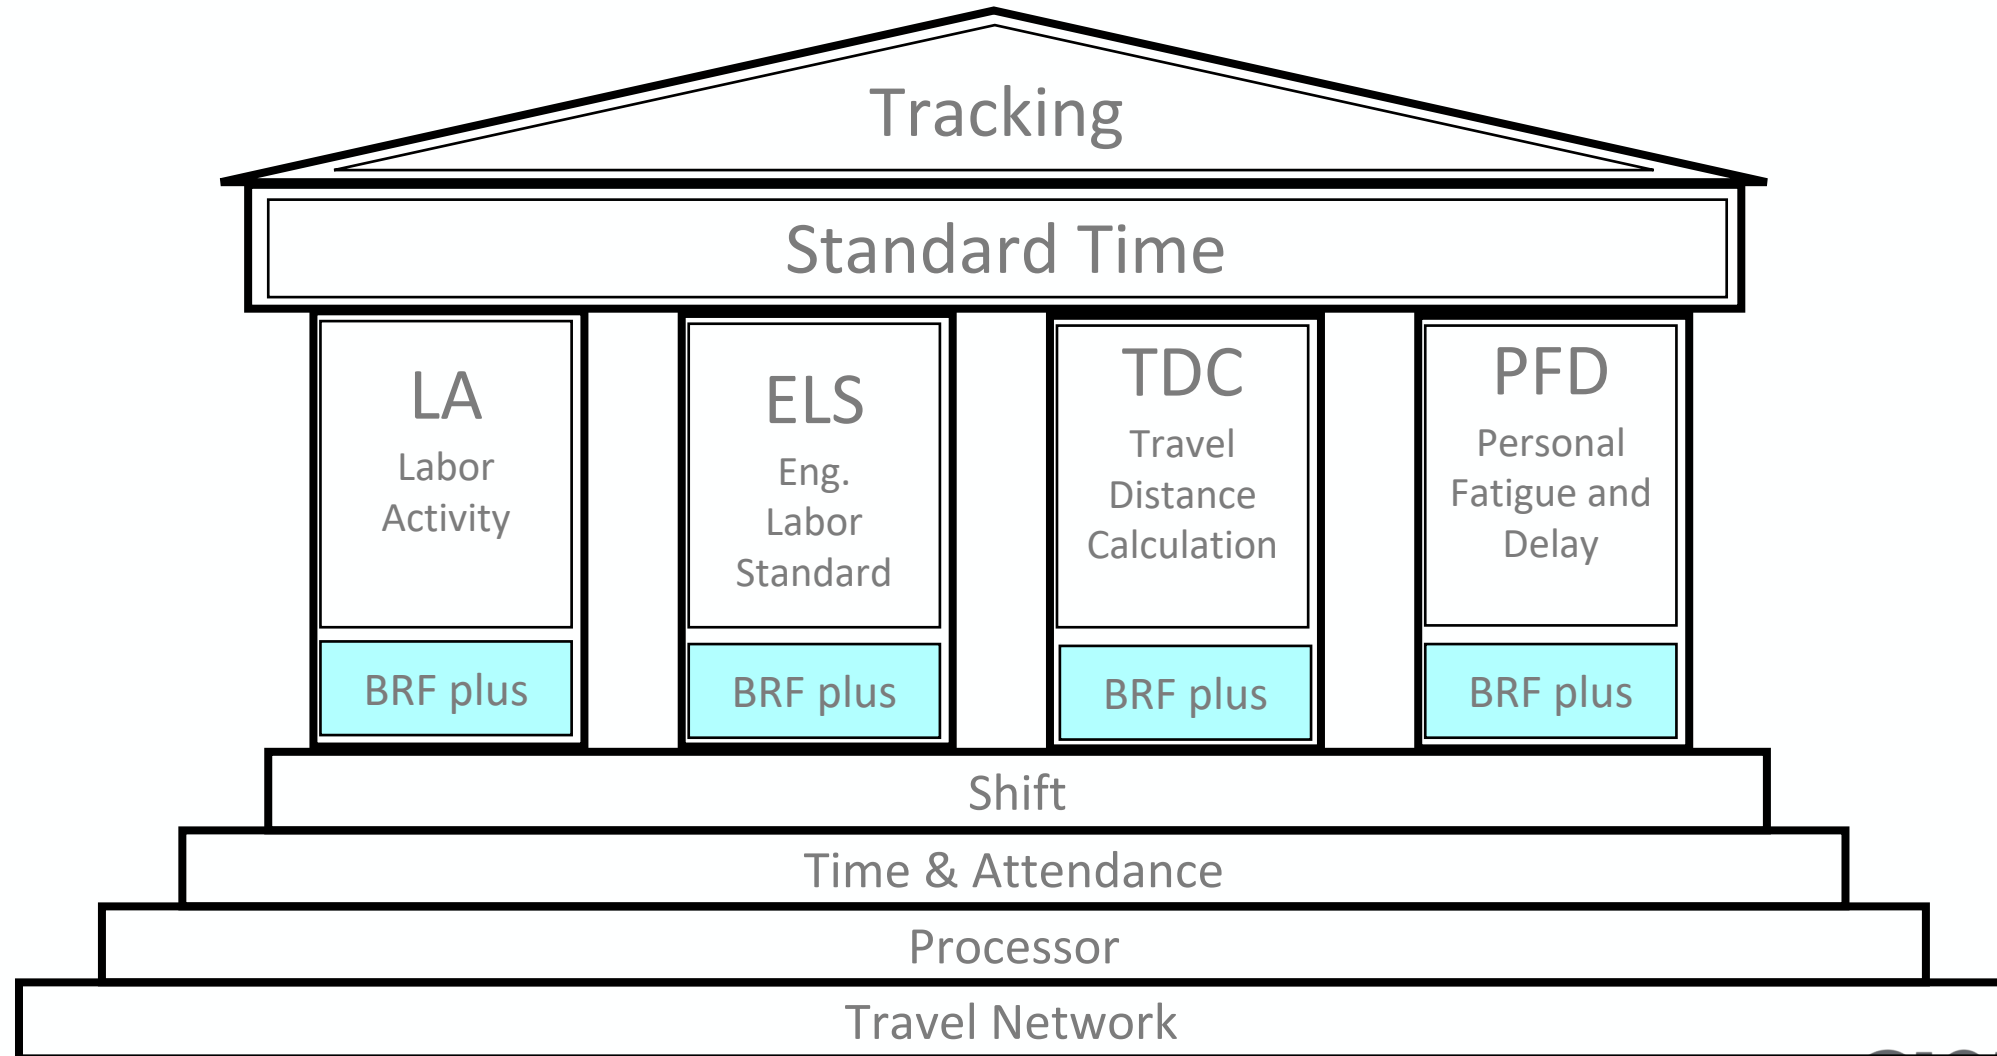 Tracking
Standard Time
LA
Labor
Activity
BRF plus
ELS
Eng.
Labor
Standard
BRF plus
TDC
Travel
Distance
Calculation
BRF plus
PFD
Personal
Fatigue and
Delay
BRF plus
Shift
Time & Attendance
Processor
Travel Network